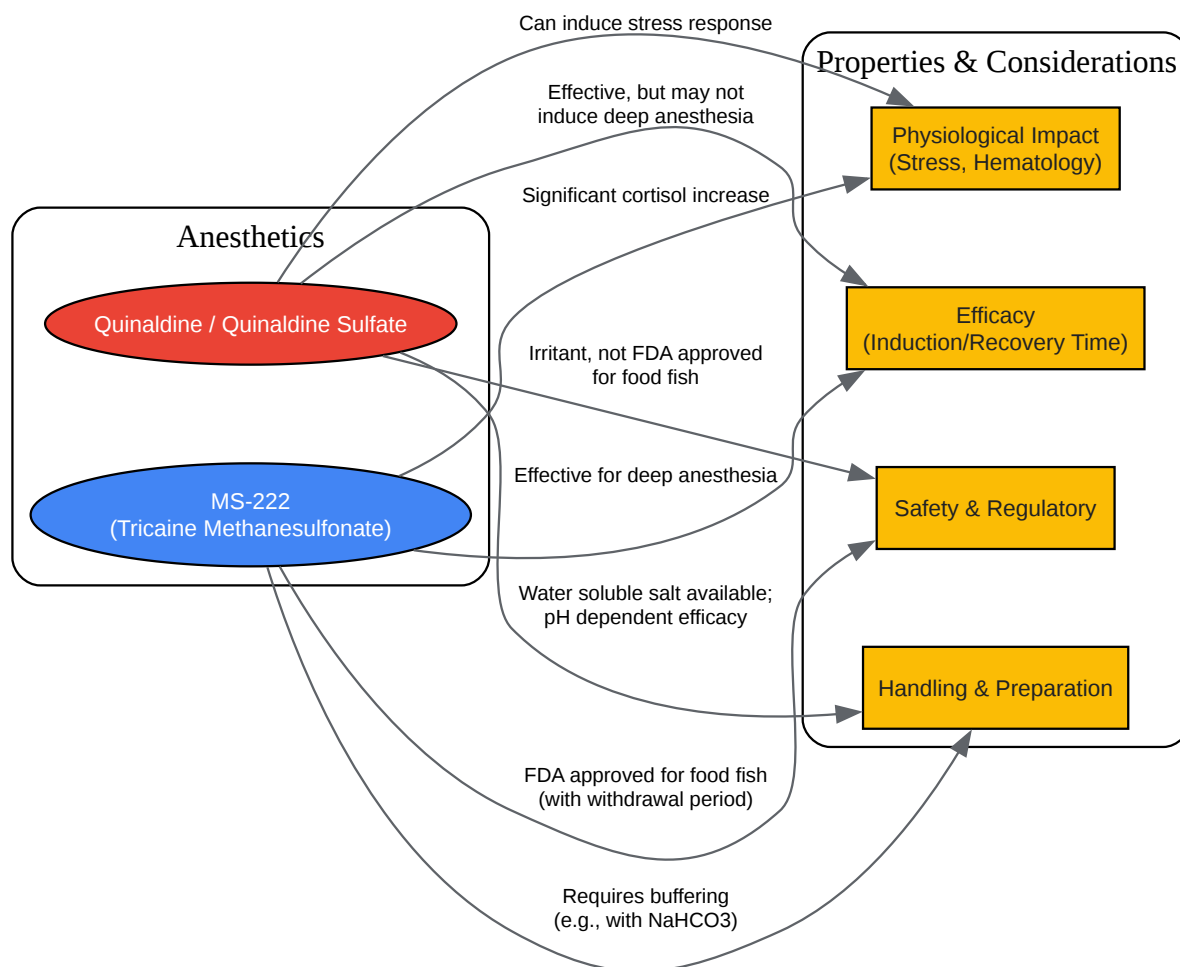 Can induce stress response
Properties & Considerations
Effective, but may not
induce deep anesthesia
Physiological Impact
(Stress, Hematology)
Significant cortisol increase
Anesthetics
Quinaldine / Quinaldine Sulfate
Efficacy
(Induction/Recovery Time)
Irritant, not FDA approved
for food fish
Effective for deep anesthesia
MS-222
(Tricaine Methanesulfonate)
Safety & Regulatory
Water soluble salt available;
pH dependent efficacy
Handling & Preparation
FDA approved for food fish
(with withdrawal period)
Requires buffering
(e.g., with NaHCO3)